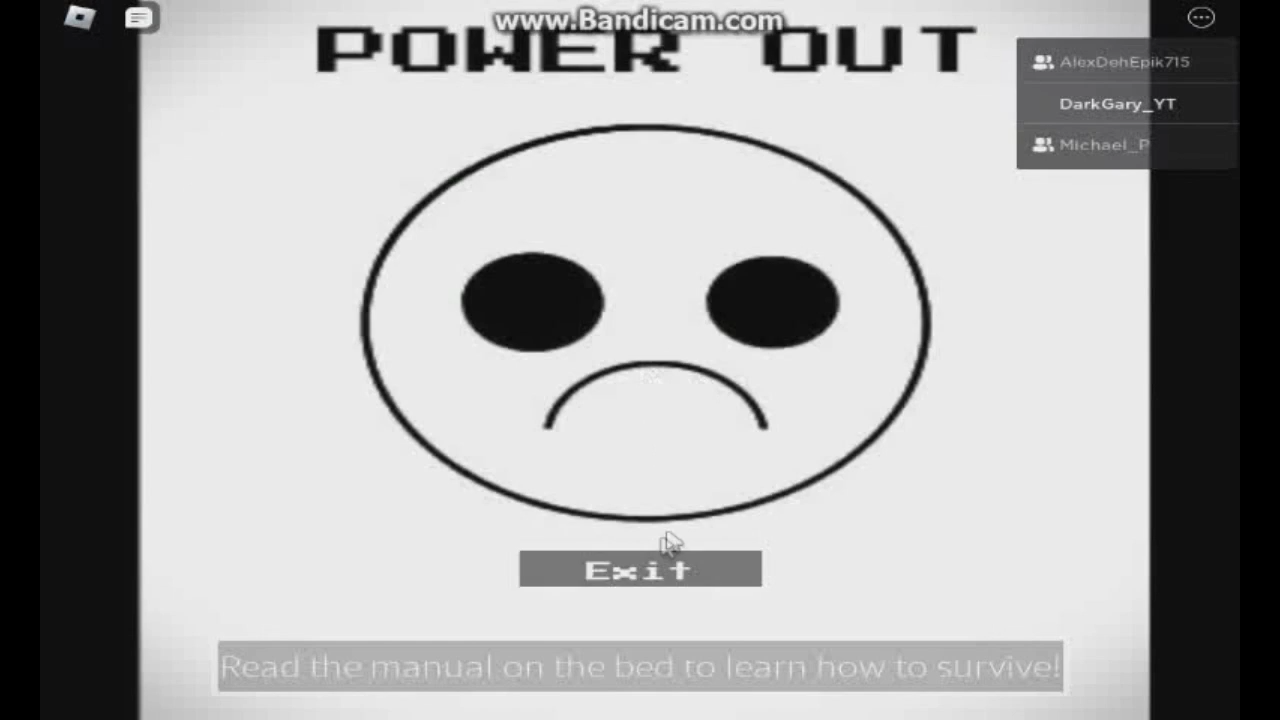 www.Bandicam.com
POWER OUT
AlexDehEpik715
DarkGary_YT
Michael_P
Exit
Read the manual on the bed to learn how to survive!